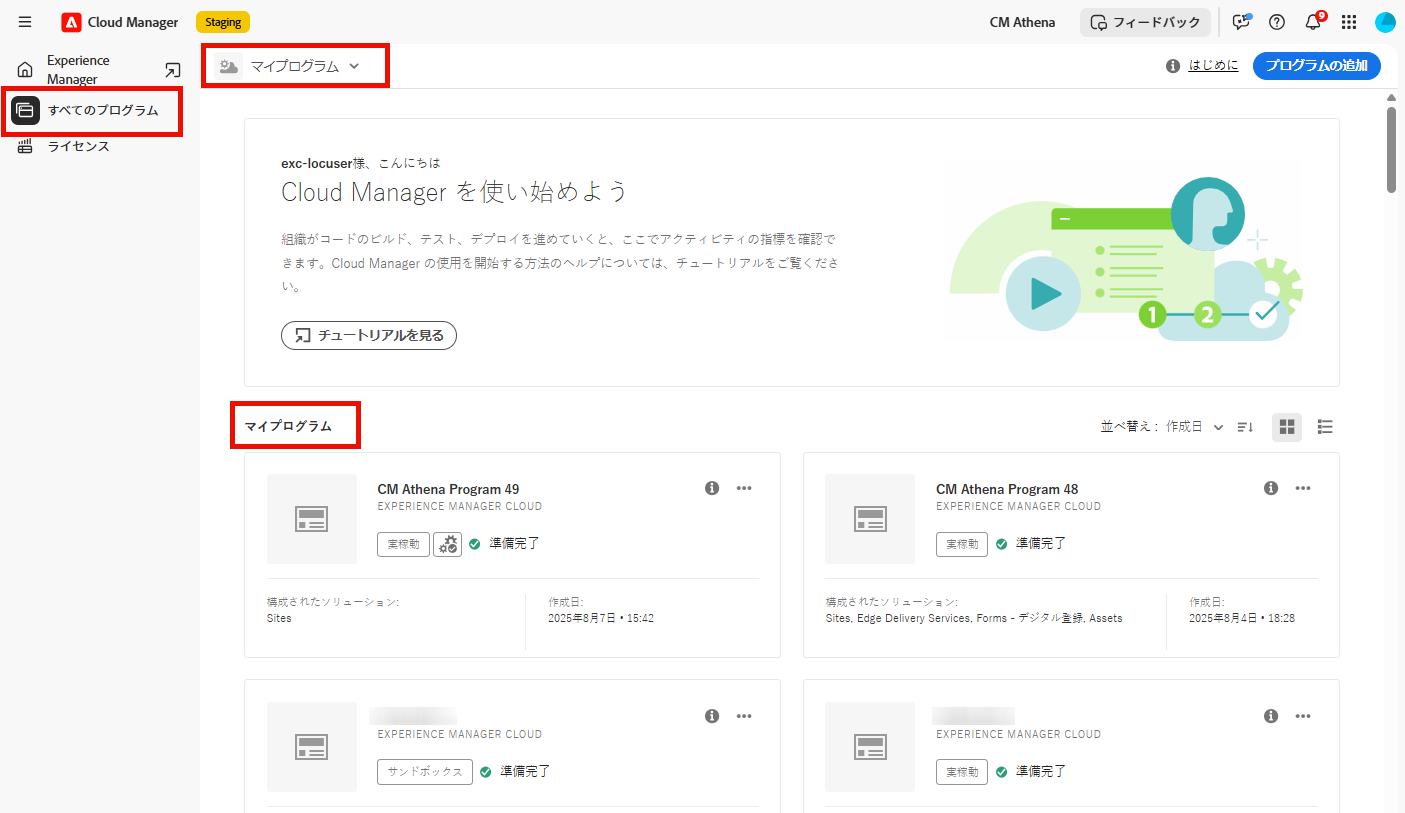 Cloud Manager
Staging
CM Athena
フィードバック
9
Experience
Manager
すべてのプログラム
ライセンス
マイプログラム
はじめに
プログラムの追加
exc-locuser様、こんにちは
Cloud Manager を使い始めよう
組織がコードのビルド、テスト、デプロイを進めていくと、ここでアクティビティの指標を確認で
きます。Cloud Manager の使用を開始する方法のヘルプについては、チュートリアルをご覧くださ
い。
チュートリアルを見る
1 2
マイプログラム
並べ替え： 作成日
CM Athena Program 49
EXPERIENCE MANAGER CLOUD
実稼動 準備完了
構成されたソリューション:
Sites
作成日:
2025年8月7日 • 15:42
CM Athena Program 48
EXPERIENCE MANAGER CLOUD
実稼動 準備完了
構成されたソリューション:
Sites, Edge Delivery Services, Forms - デジタル登録, Assets
作成日:
2025年8月4日 • 18:28
EXPERIENCE MANAGER CLOUD
サンドボックス 準備完了
EXPERIENCE MANAGER CLOUD
実稼動 準備完了